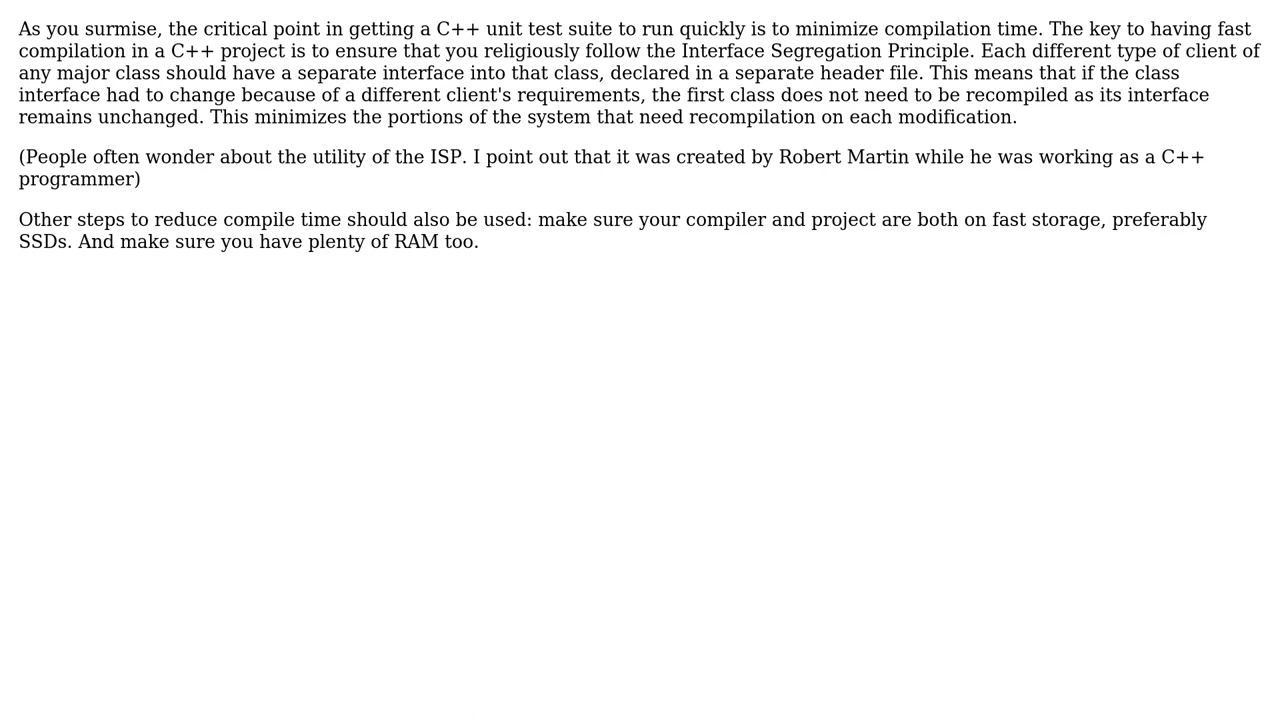 As you surmise, the critical point in getting a C++ unit test suite to run quickly is to minimize compilation time. The key to having fast
compilation in a C++ project is to ensure that you religiously follow the Interface Segregation Principle. Each different type of client of
any major class should have a separate interface into that class, declared in a separate header file. This means that if the class
interface had to change because of a different client's requirements, the first class does not need to be recompiled as its interface
remains unchanged. This minimizes the portions of the system that need recompilation on each modification.
(People often wonder about the utility of the ISP. I point out that it was created by Robert Martin while he was working as a C++
programmer)
Other steps to reduce compile time should also be used: make sure your compiler and project are both on fast storage, preferably
SSDs. And make sure you have plenty of RAM too.